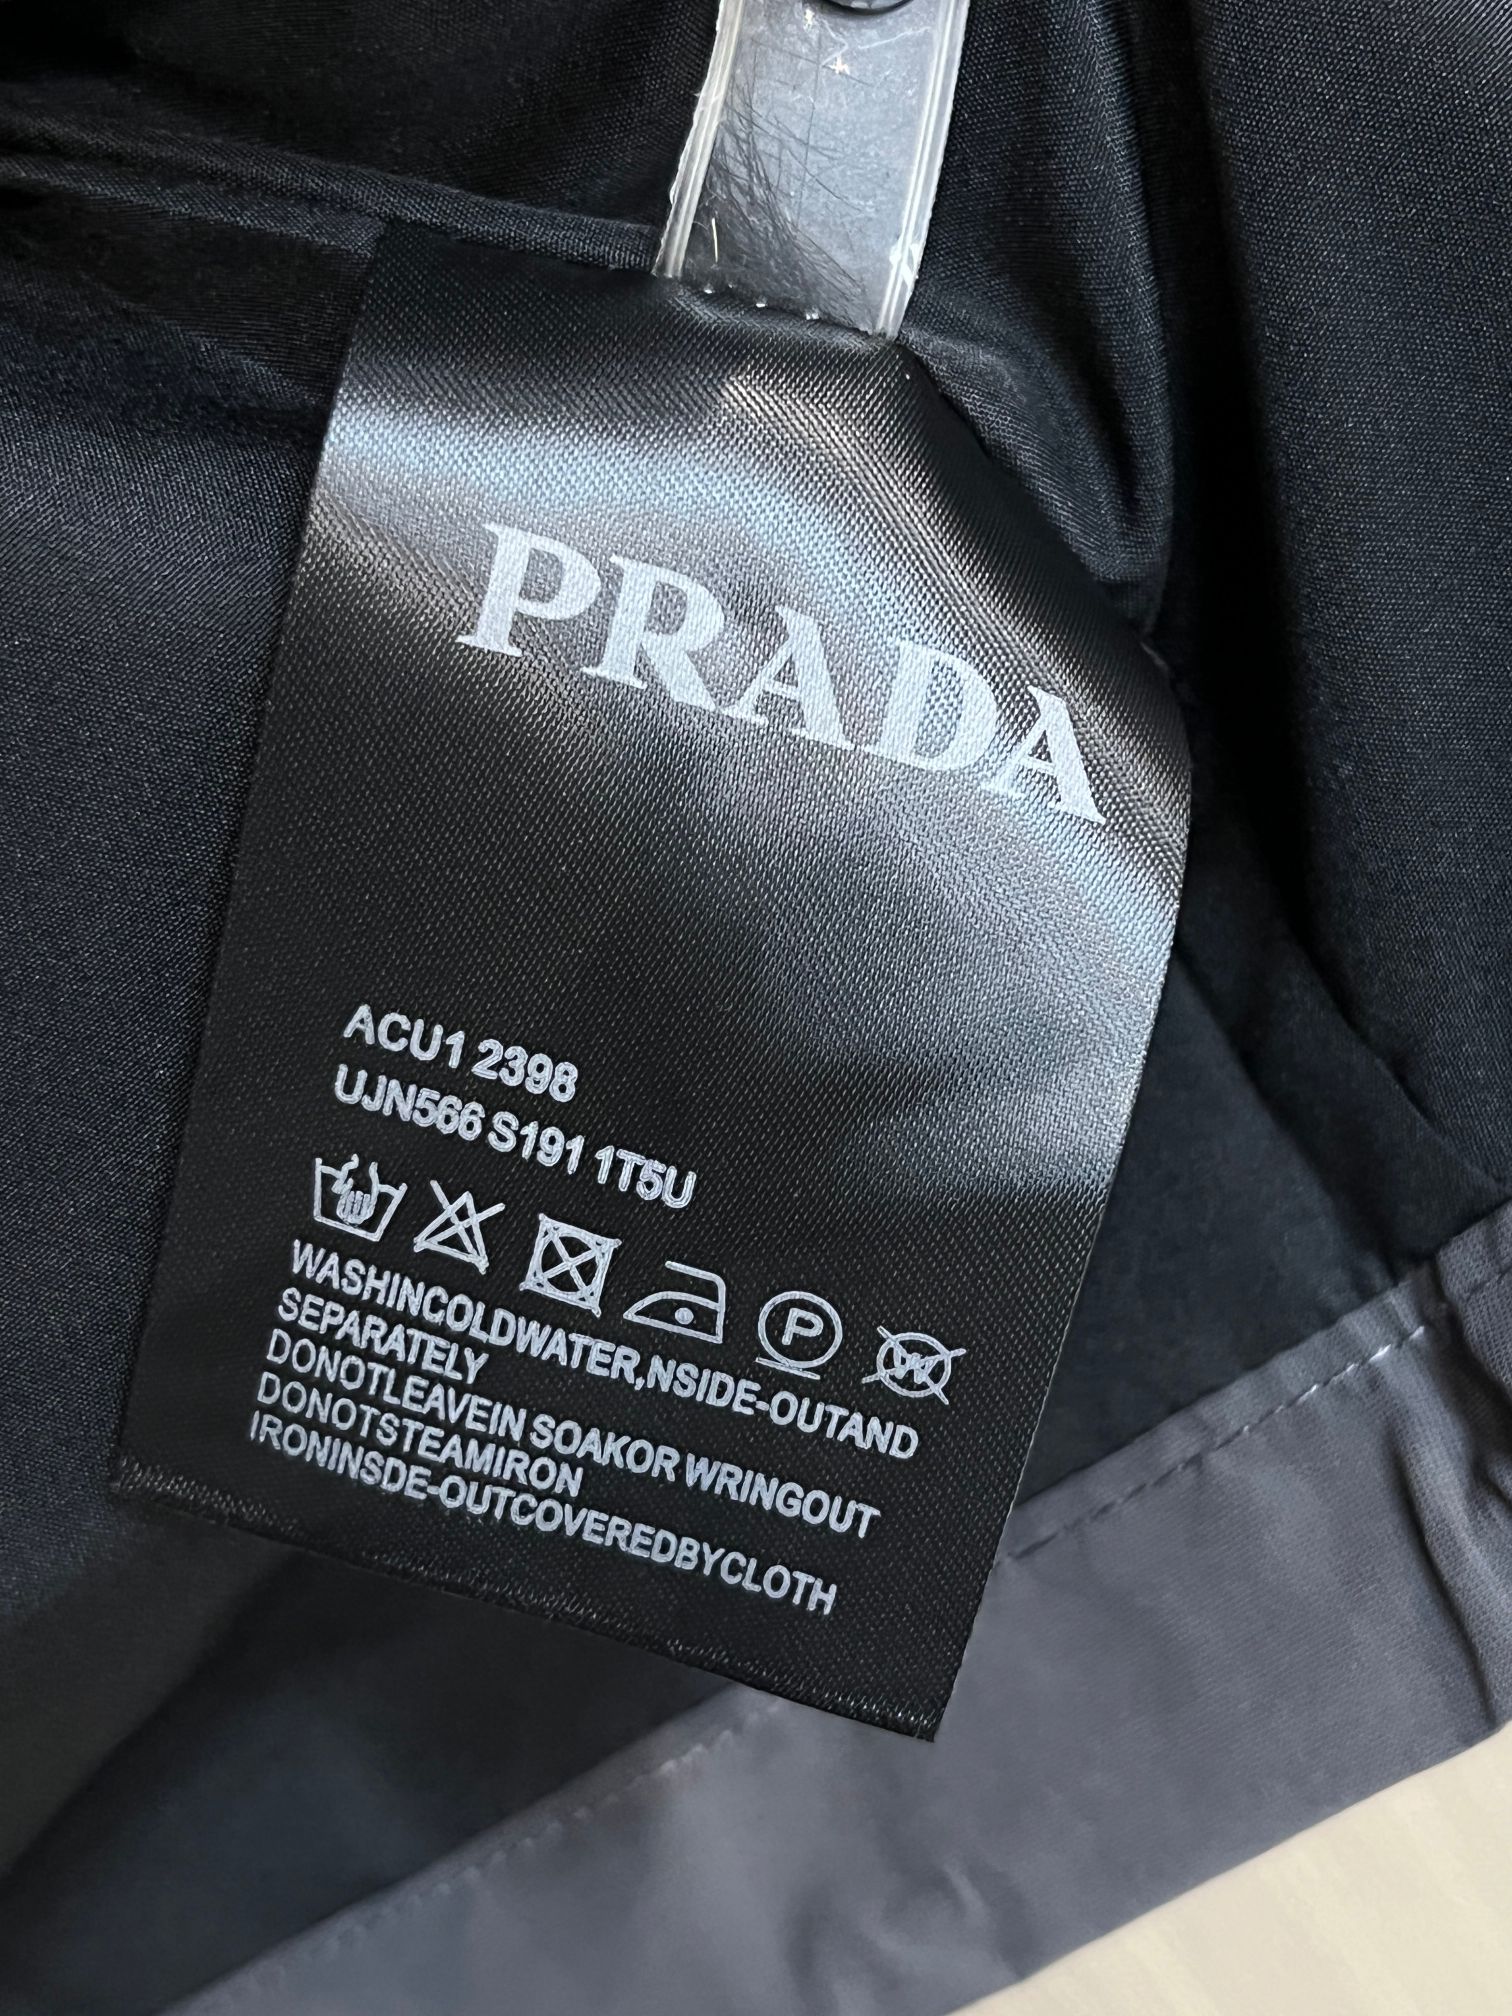 PRADA
ACU1 2398
UJN566 S191 1T5U
P
W
WASHINCOLDWATER,NSIDE-OUTAND
SEPARATELY
DONOTLEAVEIN SOAKOR WRINGOUT
DONOTSTEAMIRON
IRONINSDE-OUTCOVEREDBYCLOTH